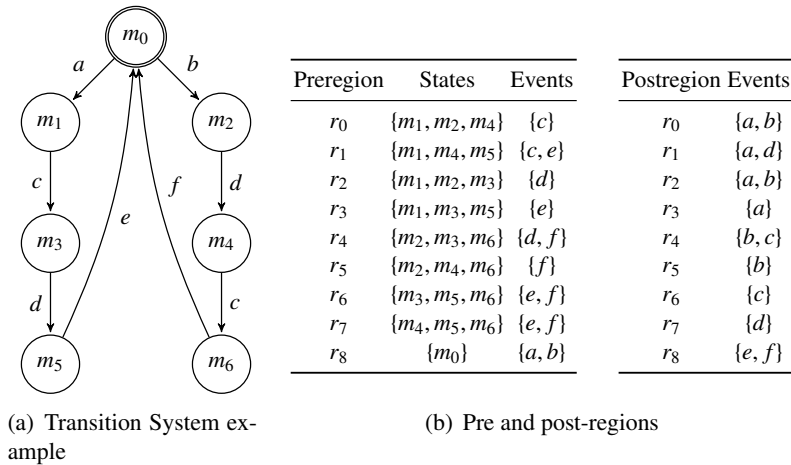 m0
a
b
m1
m2
c
d
f
m3
e
m4
d
c
m5
m6
(a) Transition System ex-
ample
Preregion States Events
r0 {m1, m2, m4} {c}
r1 {m1, m4, m5} {c, e}
r2 {m1, m2, m3} {d}
r3 {m1, m3, m5} {e}
r4 {m2, m3, m6} {d, f}
r5 {m2, m4, m6} {f}
r6 {m3, m5, m6} {e, f}
r7 {m4, m5, m6} {e, f}
r8 {m0} {a, b}
Postregion Events
r0 {a, b}
r1 {a, d}
r2 {a, b}
r3 {a}
r4 {b, c}
r5 {b}
r6 {c}
r7 {d}
r8 {e, f}
(b) Pre and post-regions